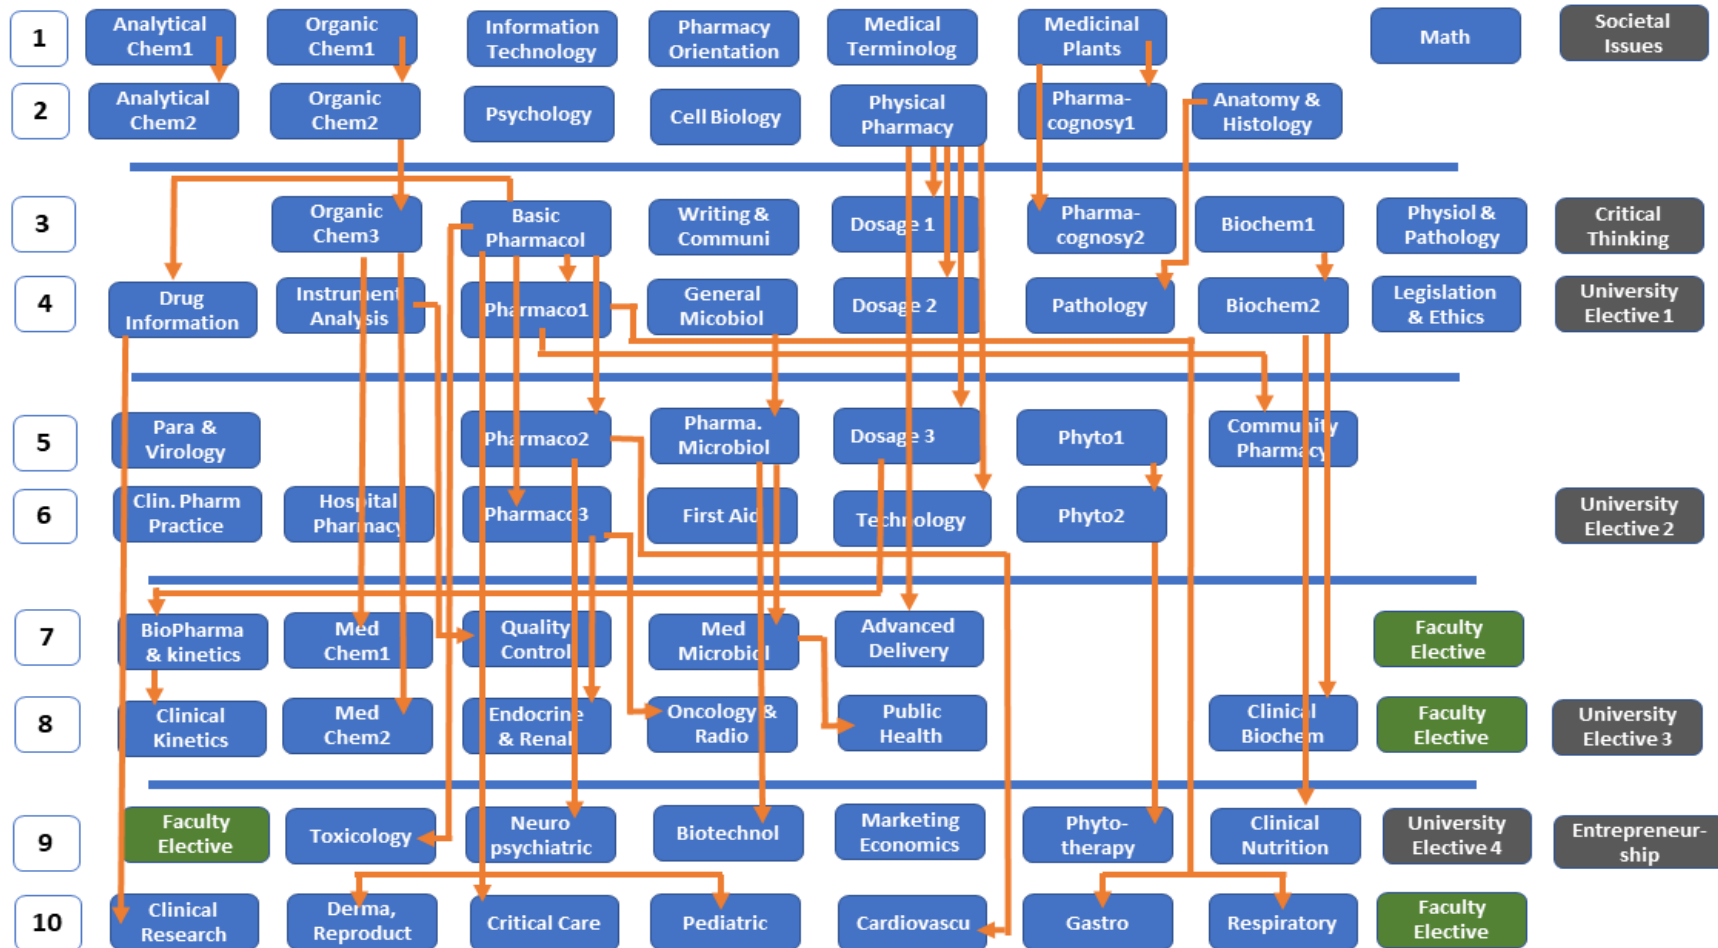 1
Analytical
Chem1
Organic
Chem1
Information
Technology
Pharmacy
Orientation
Medical
Terminolog
Medicinal
Plants
Math
Societal
Issues
2
Analytical
Chem2
Organic
Chem2
Psychology
Cell Biology
Physical
Pharmacy
Pharma-
cognosy1
Anatomy &
Histology
3
Organic
Chem3
Basic
Pharmacol
Writing &
Communi
Dosage 1
Pharma-
cognosy2
Biochem1
Physiol &
Pathology
Critical
Thinking
4
Drug
Information
Instrument
Analysis
Pharmaco1
General
Micobiol
Dosage 2
Pathology
Biochem2
Legislation
& Ethics
University
Elective 1
5
Para &
Virology
Pharmaco2
Pharma.
Microbiol
Dosage 3
Phyto1
Community
Pharmacy
6
Clin. Pharm
Practice
Hospital
Pharmacy
Pharmaco3
First Aid
Technology
Phyto2
University
Elective 2
7
BioPharma
& kinetics
Med
Chem1
Quality
Control
Med
Microbiol
Advanced
Delivery
Faculty
Elective
8
Clinical
Kinetics
Med
Chem2
Endocrine
& Renal
Oncology &
Radio
Public
Health
Clinical
Biochem
Faculty
Elective
University
Elective 3
9
Faculty
Elective
Toxicology
Neuro
psychiatric
Biotechnol
Marketing
Economics
Phyto-
therapy
Clinical
Nutrition
University
Elective 4
Entrepreneur-
ship
10
Clinical
Research
Derma,
Reproduct
Critical Care
Pediatric
Cardiovascu
Gastro
Respiratory
Faculty
Elective